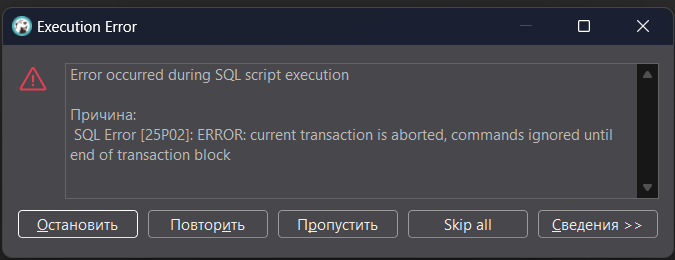 Execution Error
Error occurred during SQL script execution
Причина:
SQL Error [25P02]: ERROR: current transaction is aborted, commands ignored until
end of transaction block
Остановить
Повторить
Пропустить
Skip all
Сведения >>